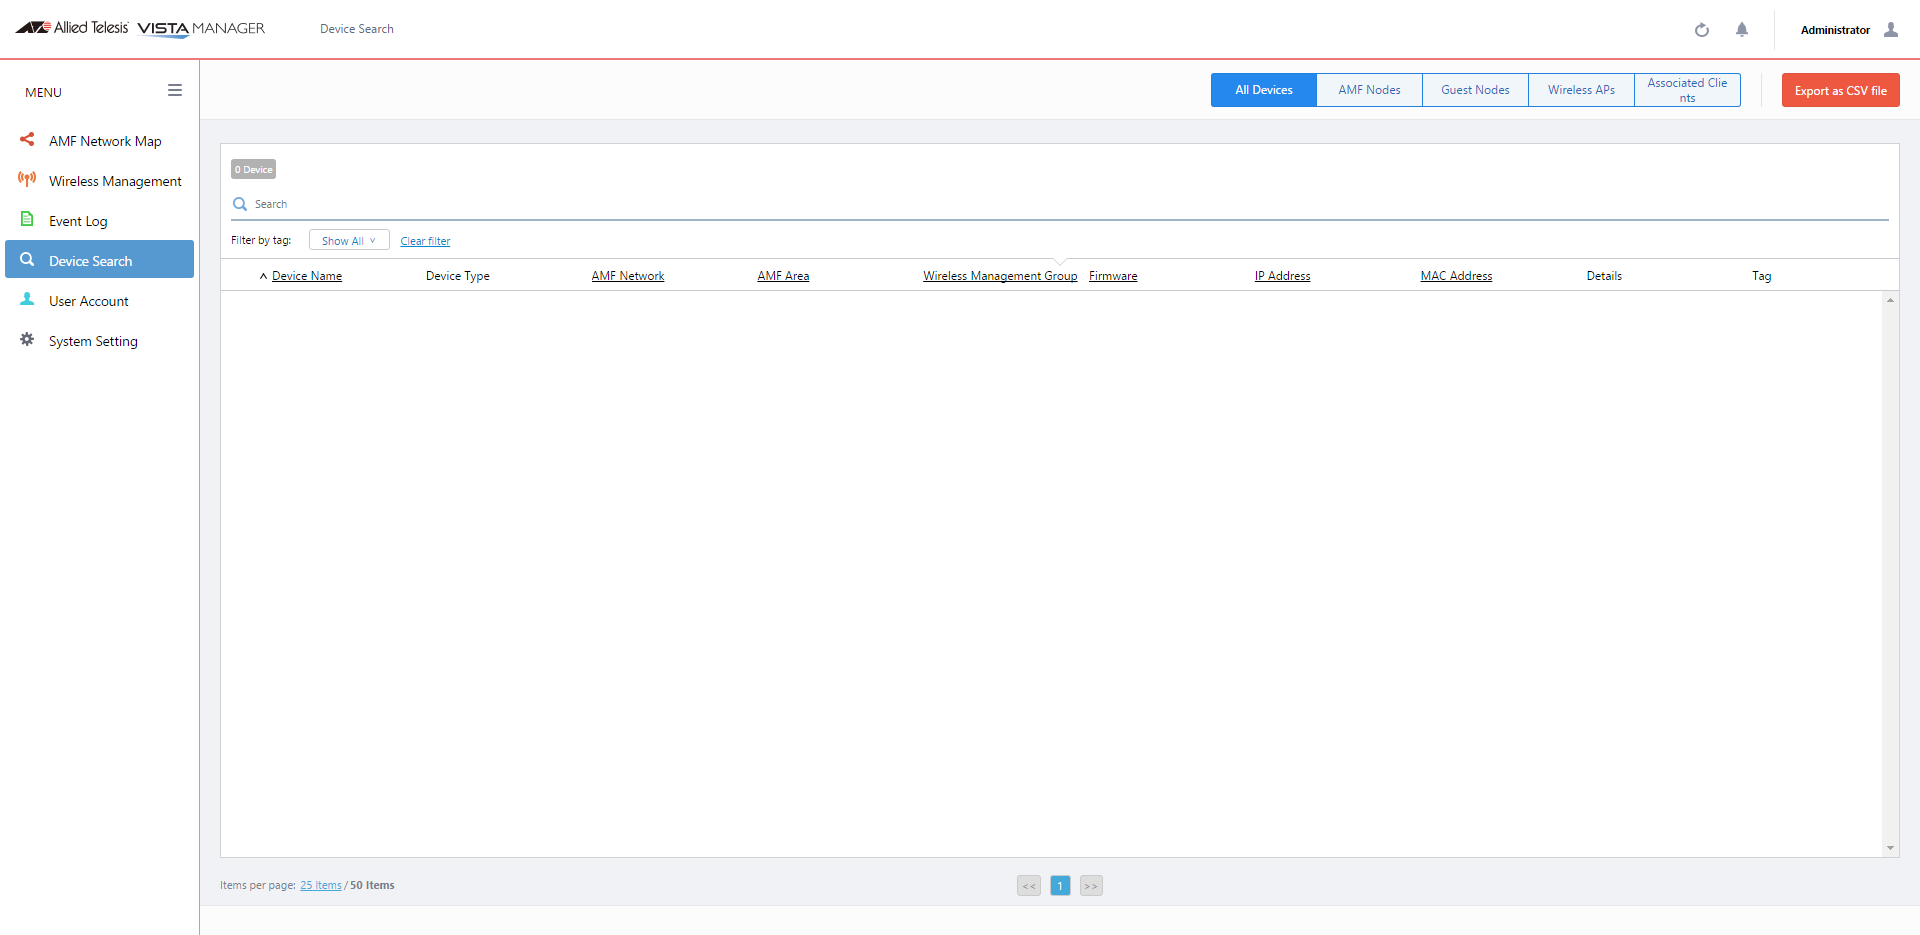 Allied Telesis VISTA MANAGER
Device Search
Administrator
MENU
AMF Network Map
Wireless Management
Event Log
Device Search
User Account
System Setting
All Devices
AMF Nodes
Guest Nodes
Wireless APs
Associated Clie
nts
Export as CSV file
0 Device
Search
Filter by tag: Show All Clear filter
Device Name Device Type AMF Network AMF Area Wireless Management Group Firmware IP Address MAC Address Details Tag
Items per page: 25 Items / 50 Items
<< 1 >>